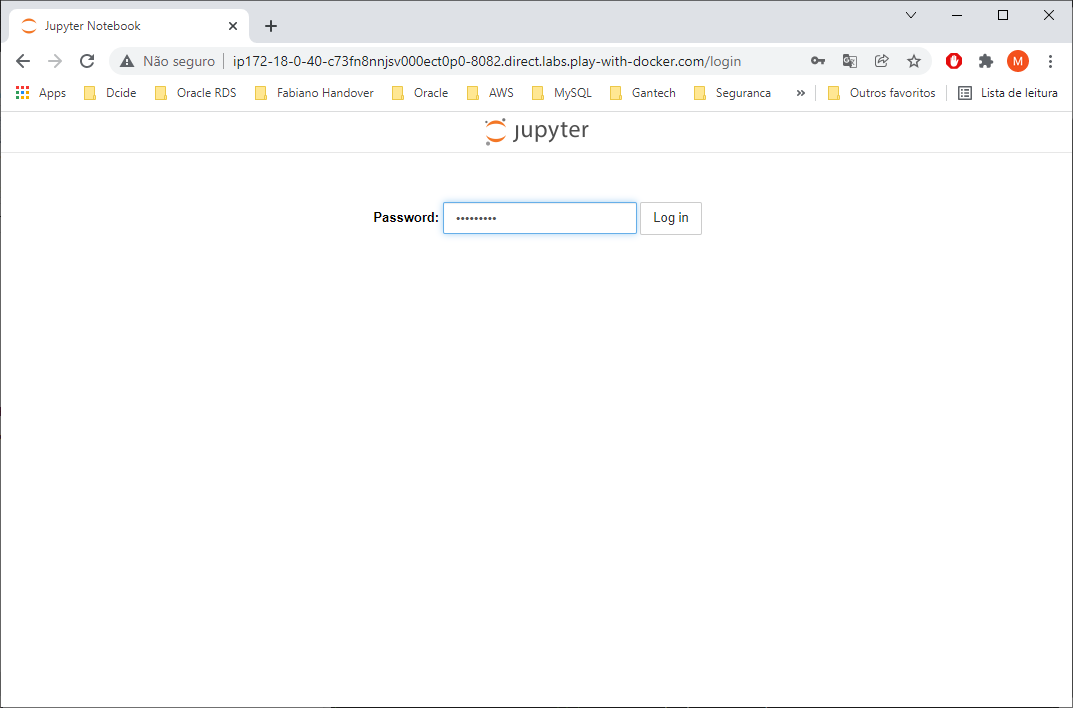 Jupyter Notebook
Não seguro ip172-18-0-40-c73fn8nnjsv000ect0p0-8082.direct.labs.play-with-docker.com/login M
Apps Dcide Oracle RDS Fabiano Handover Oracle AWS MySQL Gantech Seguranca » Outros favoritos Lista de leitura
jupyter
Password: ••••••••• Log in